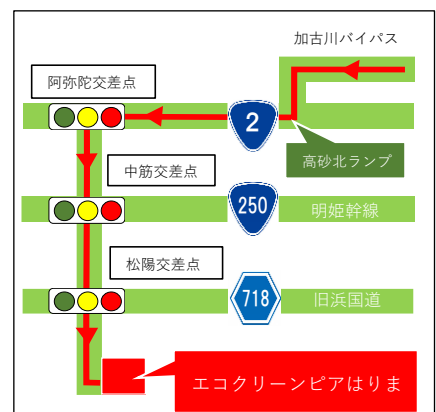 加古川バイパス
阿弥陀交差点
2
高砂北ランプ
中筋交差点
250
明姫幹線
松陽交差点
718
旧浜国道
エコクリーンピアはりま